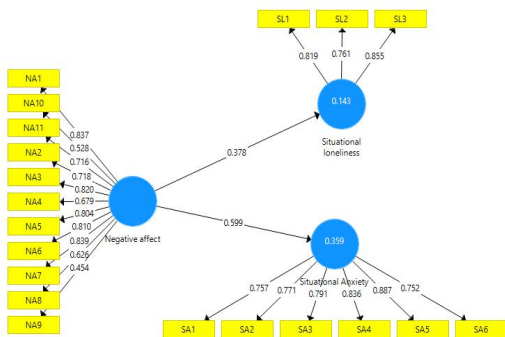 SL1 SL2 SL3
0.819 0.761 0.855
0.143
Situational
loneliness
NA1
NA10
NA11
NA2
NA3
NA4
NA5
NA6
NA7
NA8
NA9
0.837
0.528
0.716
0.718
0.820
0.679
0.804
0.810
0.839
0.626
0.454
Negative affect
0.378
0.599
0.359
Situational Anxiety
0.757 0.771 0.791 0.836 0.887 0.752
SA1 SA2 SA3 SA4 SA5 SA6